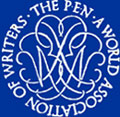 THE PEN · A WORLD ASSOCIATION OF WRITERS ·